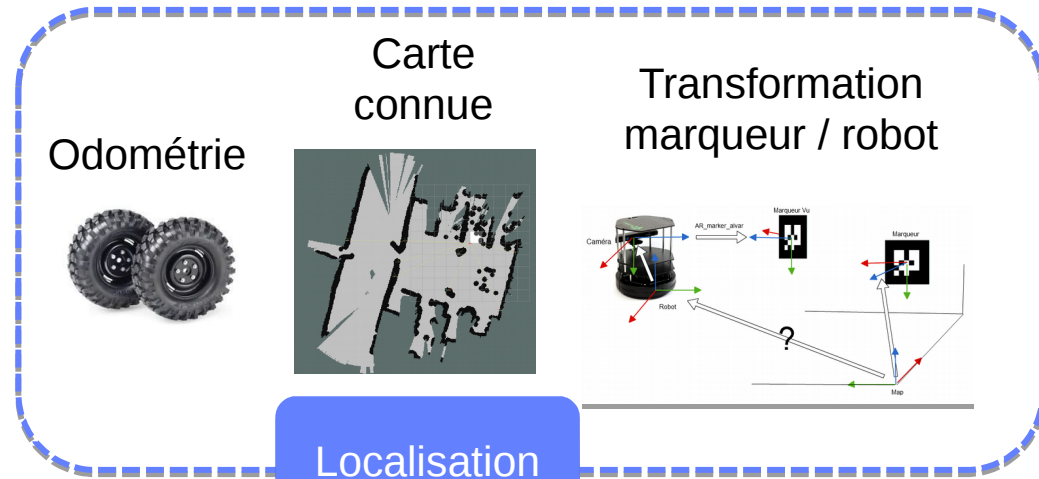 Carte
connue
Transformation
marqueur / robot
Odométrie
Marqueur Vu
AR_marker_alvar
Caméra
Marqueur
Robot
?
Map
Localisation